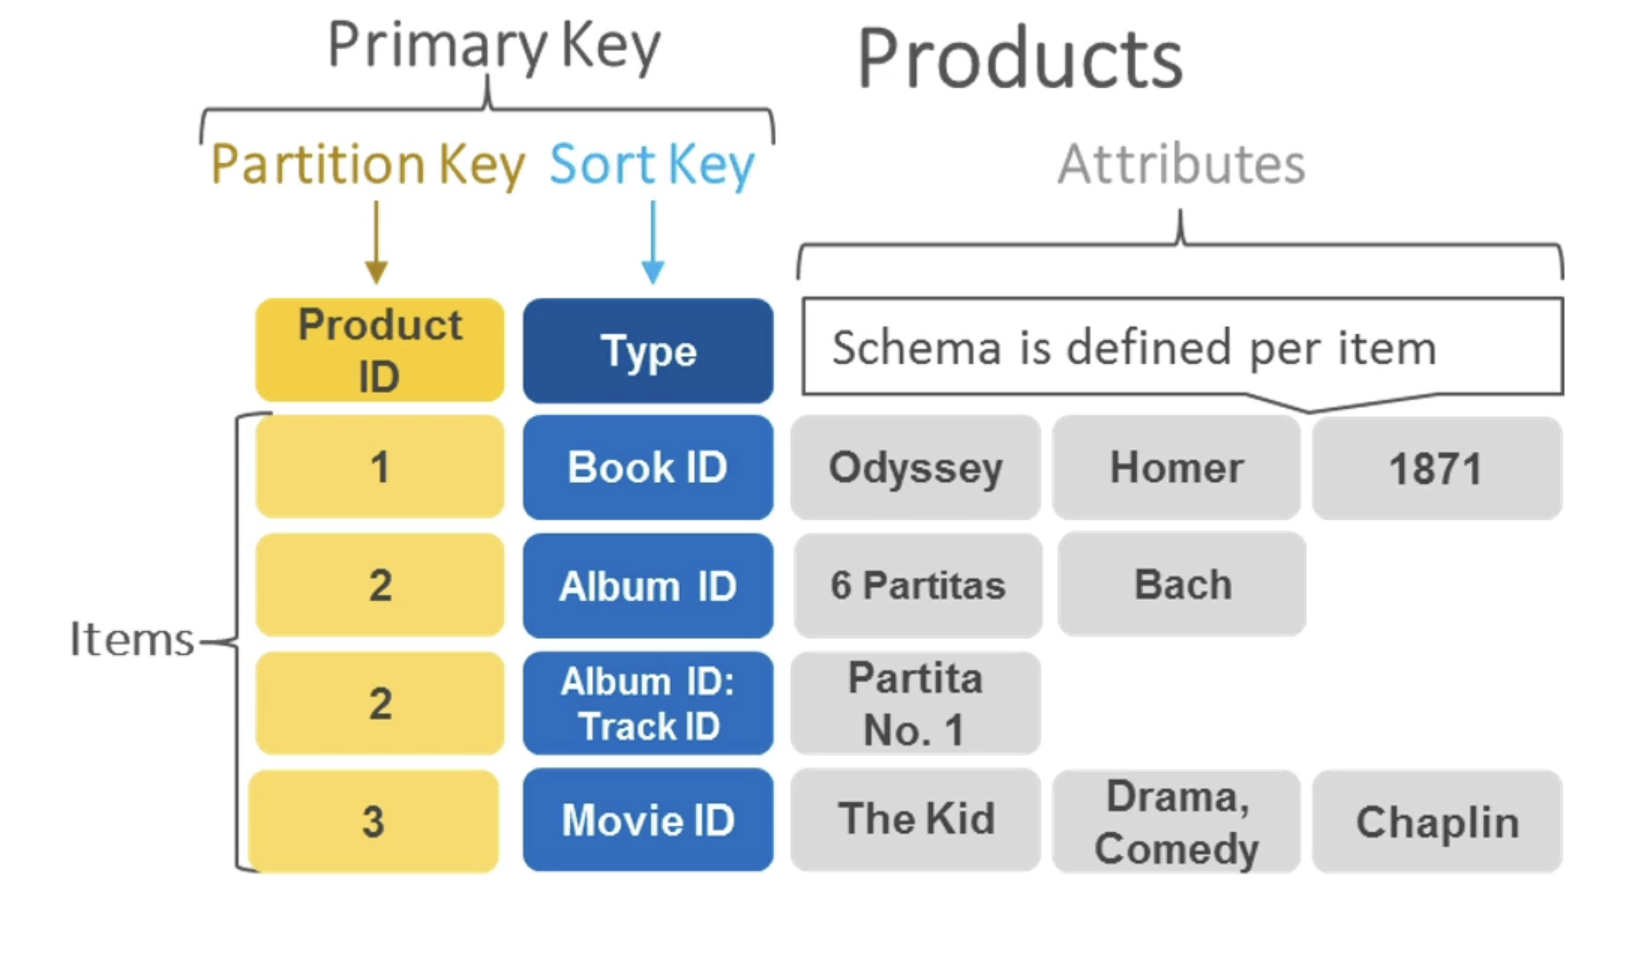 Primary Key
Products
Partition Key
Sort Key
Attributes
Product
ID
Type
Schema is defined per item
1
Book ID
Odyssey
Homer
1871
2
Album ID
6 Partitas
Bach
Items
2
Album ID:
Track ID
Partita
No. 1
3
Movie ID
The Kid
Drama,
Comedy
Chaplin